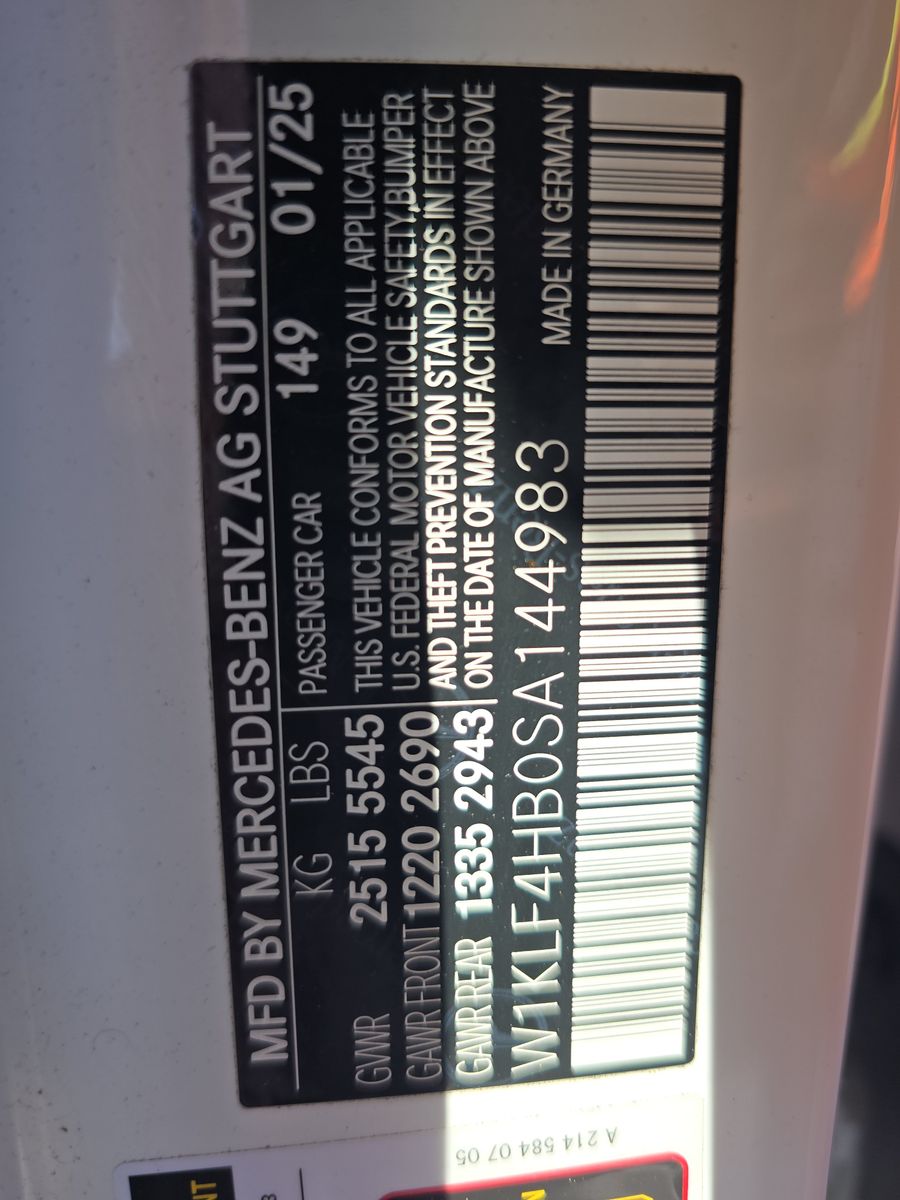 MFD BY MERCEDES-BENZ AG STUTTGART
KG LBS PASSENGER CAR 149 01/25
GVWR 2515 5545 THIS VEHICLE CONFORMS TO ALL APPLICABLE
GAWR FRONT 1220 2690 U.S. FEDERAL MOTOR VEHICLE SAFETY,BUMPER
AND THEFT PREVENTION STANDARDS IN EFFECT
GAWR REAR 1335 2943 ON THE DATE OF MANUFACTURE SHOWN ABOVE
W1KLF4HB0SA144983 MADE IN GERMANY
A 214 584 07 05